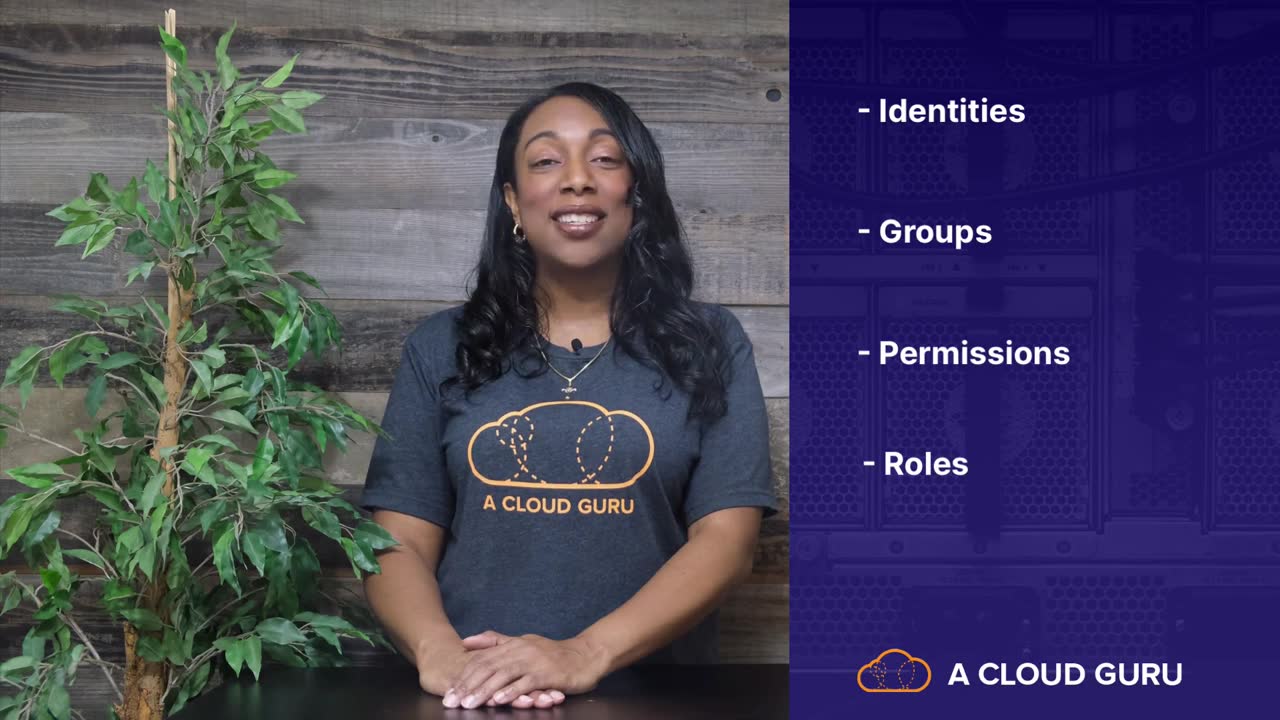 - Identities
- Groups
- Permissions
- Roles
A CLOUD GURU
A CLOUD GURU